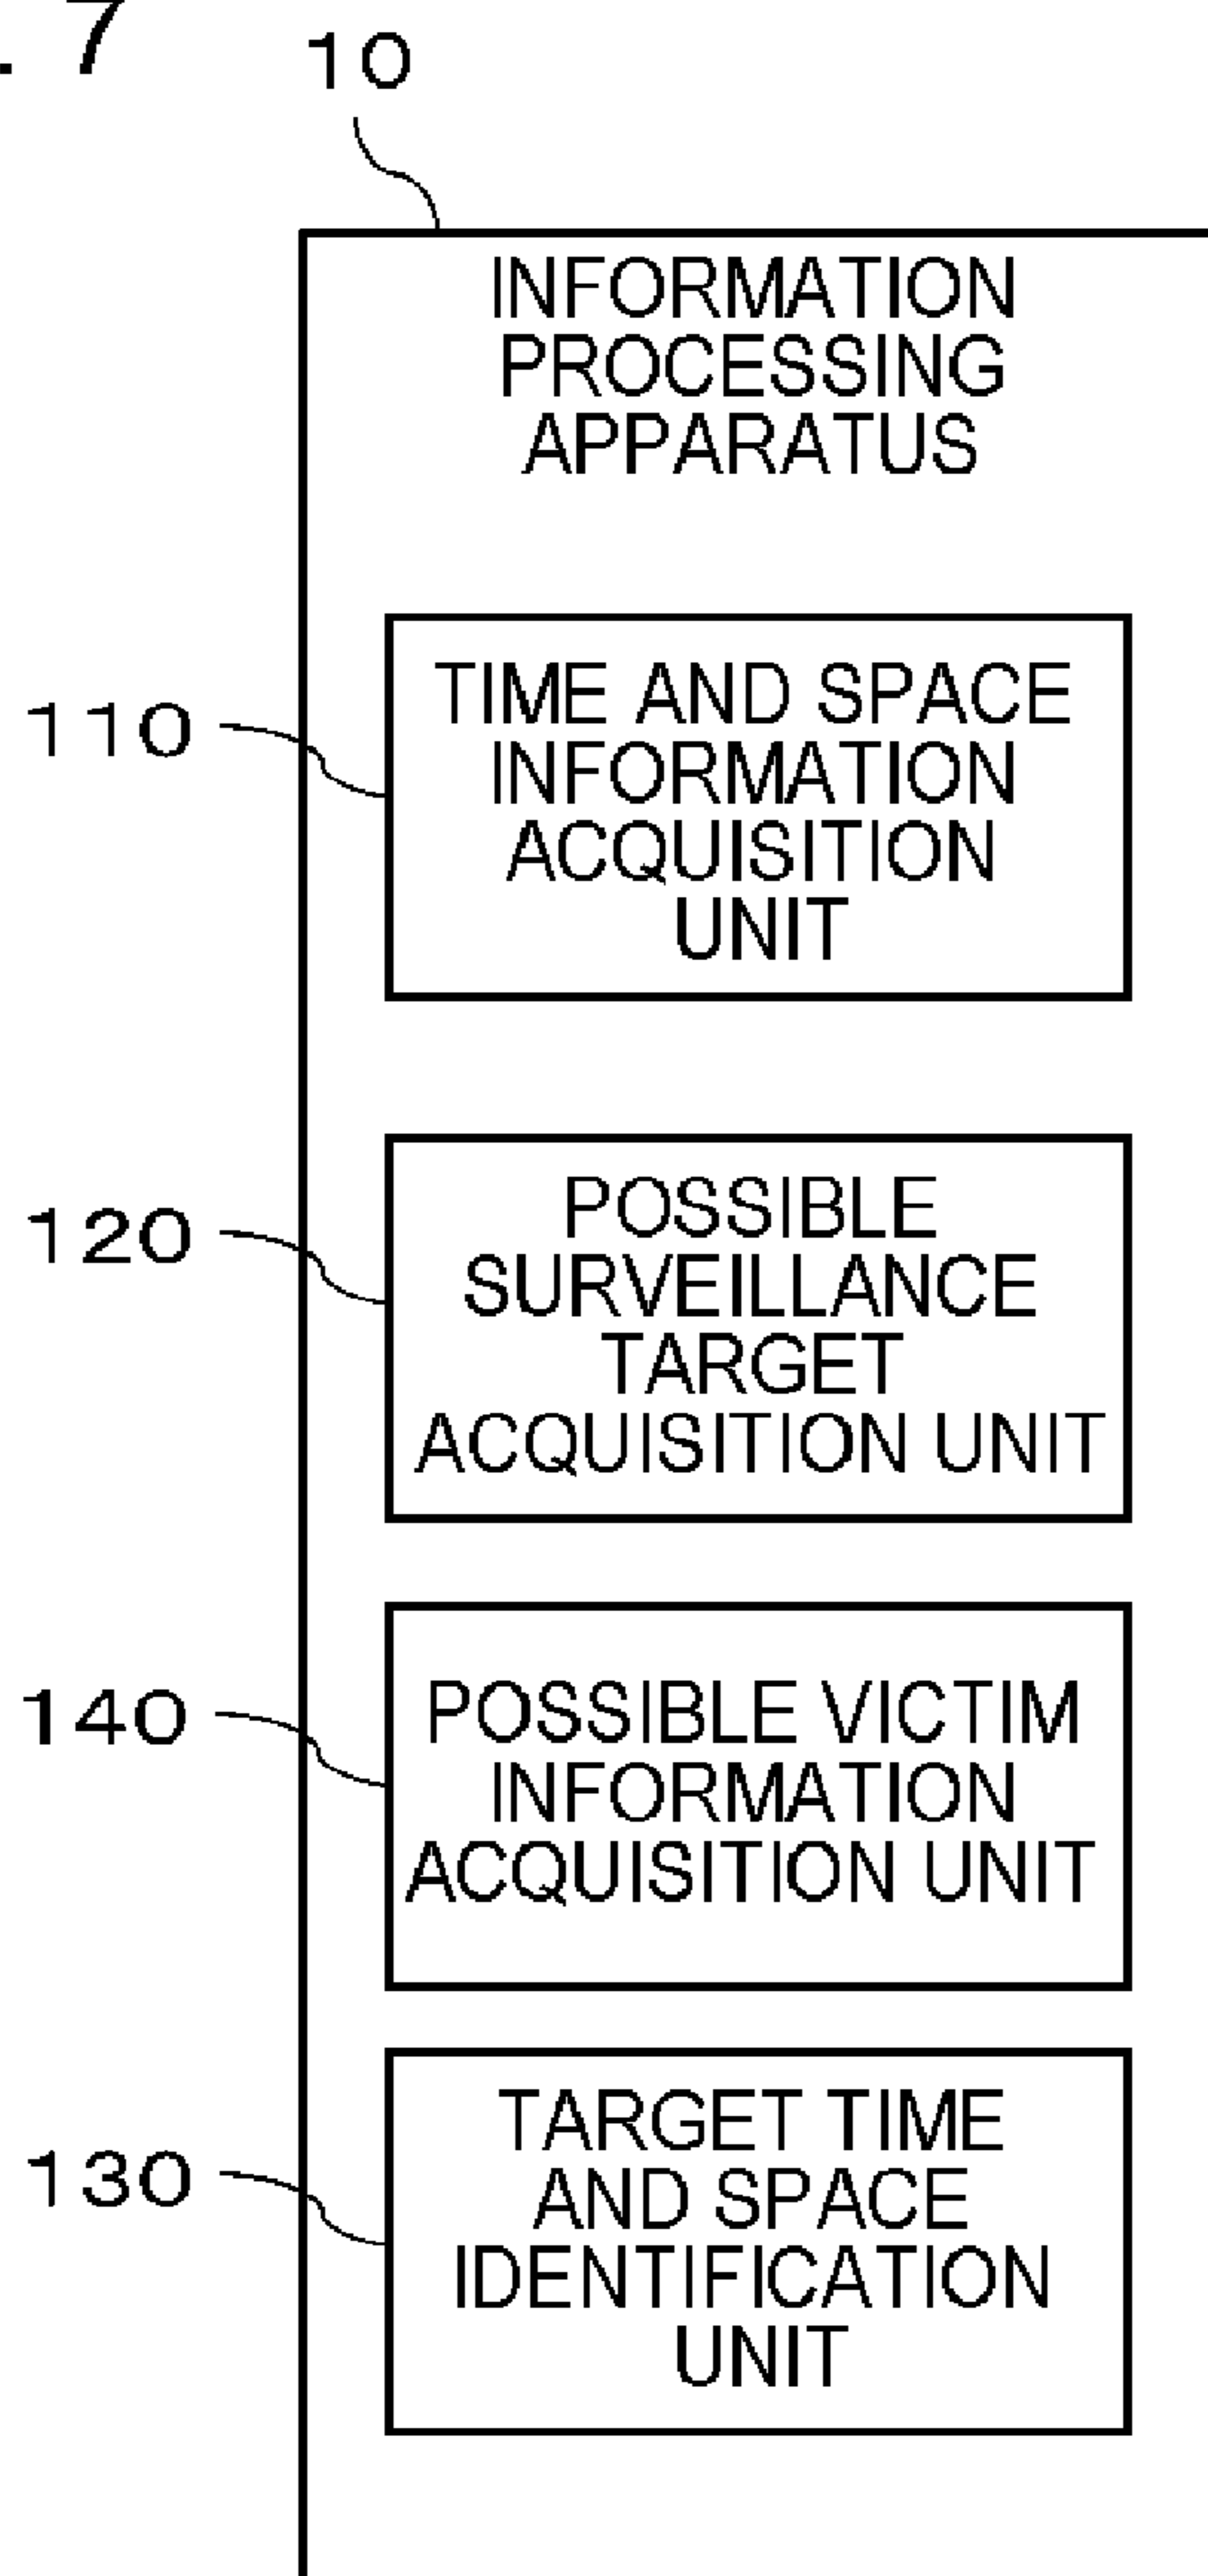 . 7
10
INFORMATION
PROCESSING
APPARATUS
110
TIME AND SPACE
INFORMATION
ACQUISITION
UNIT
120
POSSIBLE
SURVEILLANCE
TARGET
ACQUISITION UNIT
140
POSSIBLE VICTIM
INFORMATION
ACQUISITION UNIT
130
TARGET TIME
AND SPACE
IDENTIFICATION
UNIT